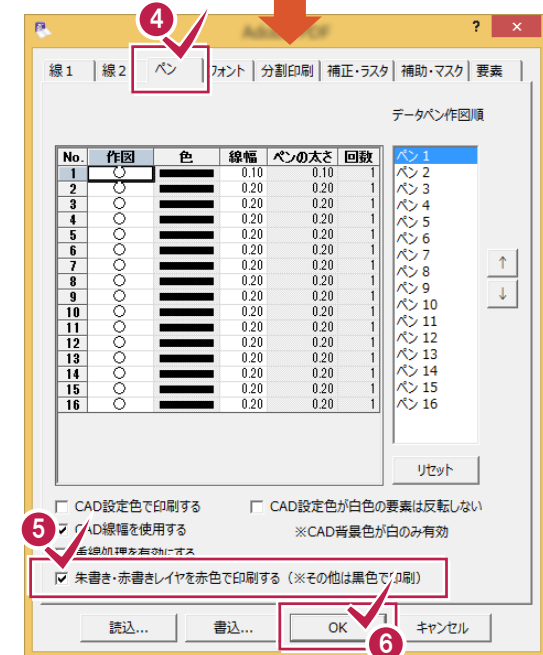 4
? ×
線1 線2 ペン フォント 分割印刷 補正・ラスタ 補助・マスク 要素
データペン作図順
No. 作図 色 線幅 ペンの太さ 回数
1 ○ 0.10 0.10 1
2 ○ 0.20 0.20 1
3 ○ 0.20 0.20 1
4 ○ 0.20 0.20 1
5 ○ 0.20 0.20 1
6 ○ 0.20 0.20 1
7 ○ 0.20 0.20 1
8 ○ 0.20 0.20 1
9 ○ 0.20 0.20 1
10 ○ 0.20 0.20 1
11 ○ 0.20 0.20 1
12 ○ 0.20 0.20 1
13 ○ 0.20 0.20 1
14 ○ 0.20 0.20 1
15 ○ 0.20 0.20 1
16 ○ 0.20 0.20 1
ペン 1
ペン 2
ペン 3
ペン 4
ペン 5
ペン 6
ペン 7
ペン 8
ペン 9
ペン 10
ペン 11
ペン 12
ペン 13
ペン 14
ペン 15
ペン 16
↑
↓
リセット
CAD設定色で印刷する
CAD設定色が白色の要素は反転しない
5
CAD線幅を使用する
※CAD背景色が白のみ有効
重線処理を有効にする
朱書き・赤書きレイヤを赤色で印刷する（※その他は黒色で印刷）
読込... 書込... OK キャンセル
6